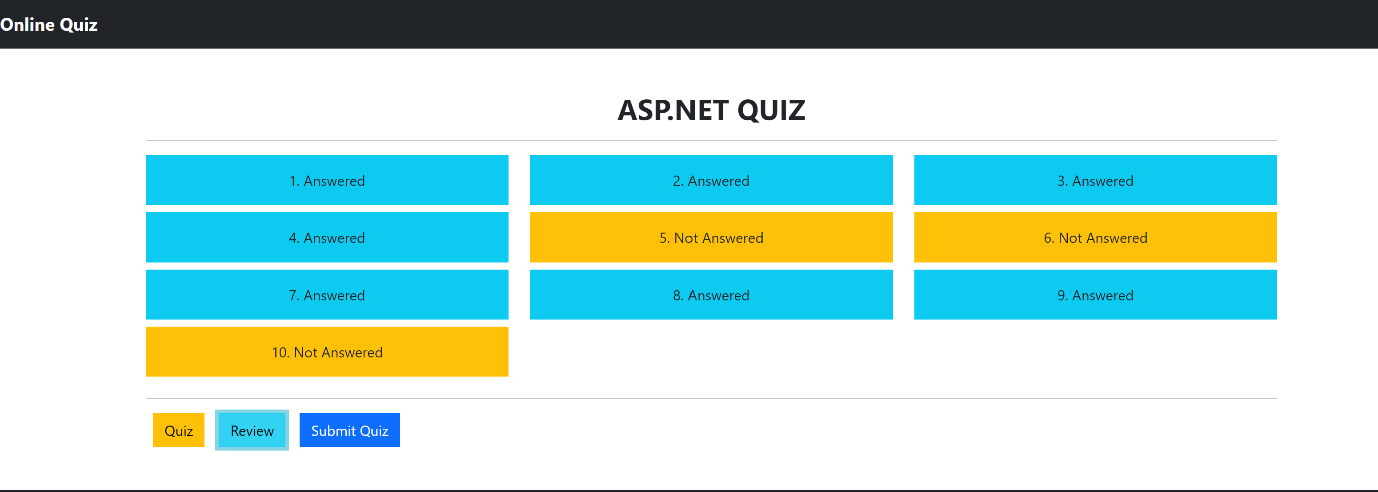 Online Quiz
ASP.NET QUIZ
1. Answered
2. Answered
3. Answered
4. Answered
5. Not Answered
6. Not Answered
7. Answered
8. Answered
9. Answered
10. Not Answered
Quiz
Review
Submit Quiz